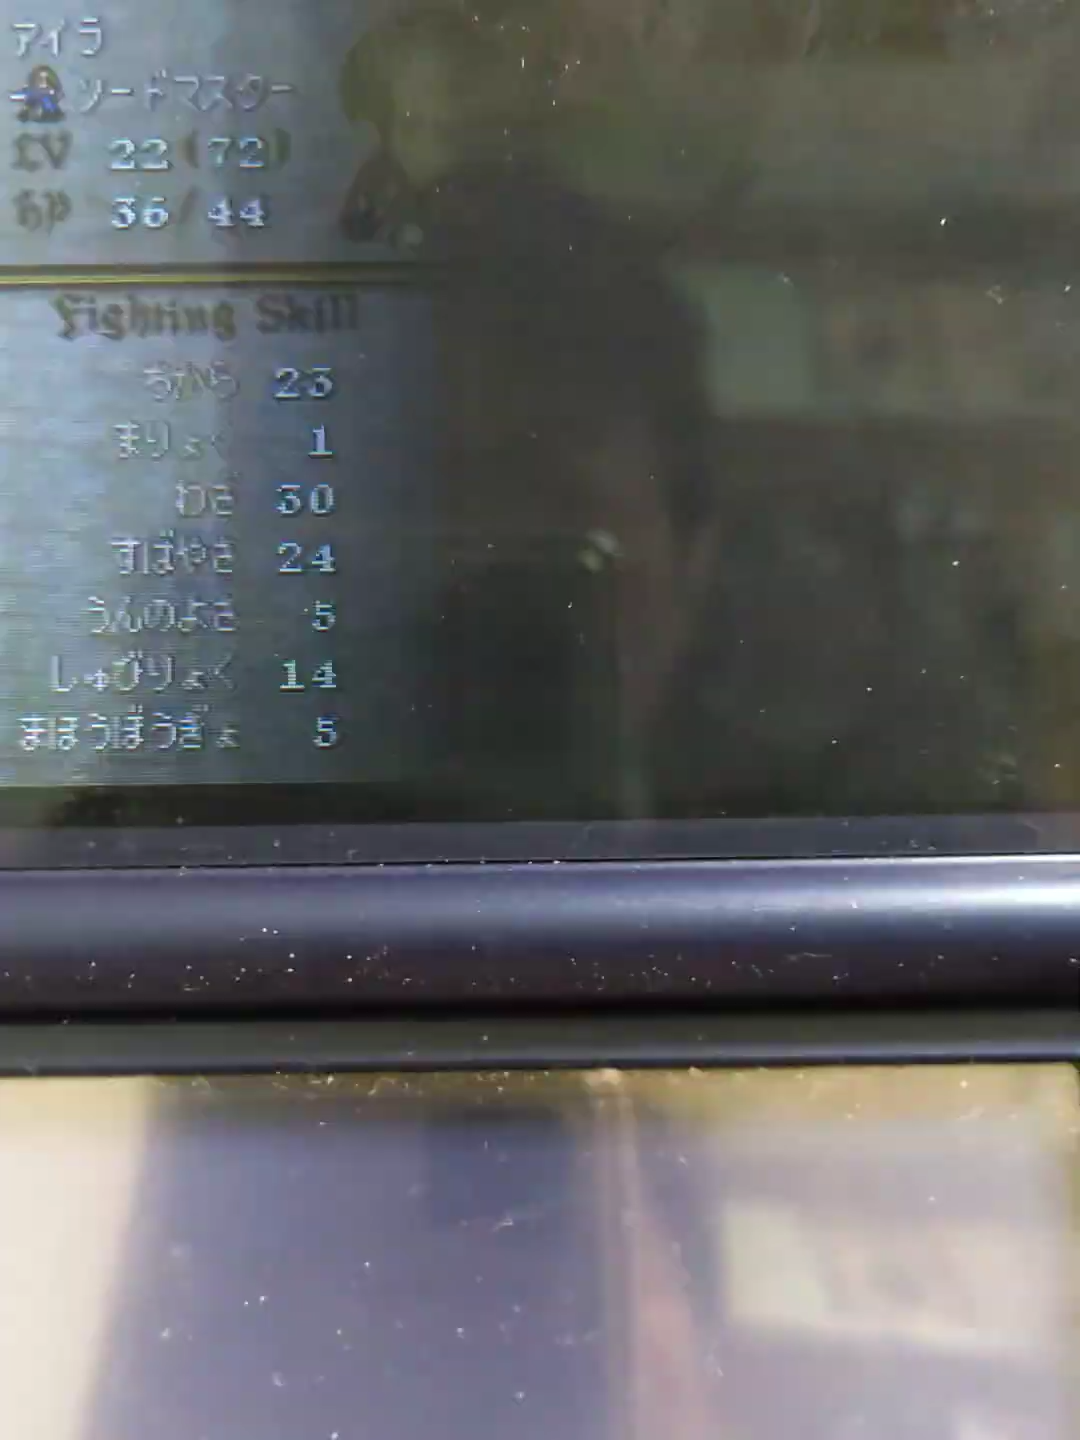 アイラ
ソードマスター
LV 22(72)
HP 36/44
Fighting Skill
ちから 23
まりょく 1
わざ 30
すばやさ 24
うんのよさ 5
しゅびりょく 14
まほうぼうぎょ 5